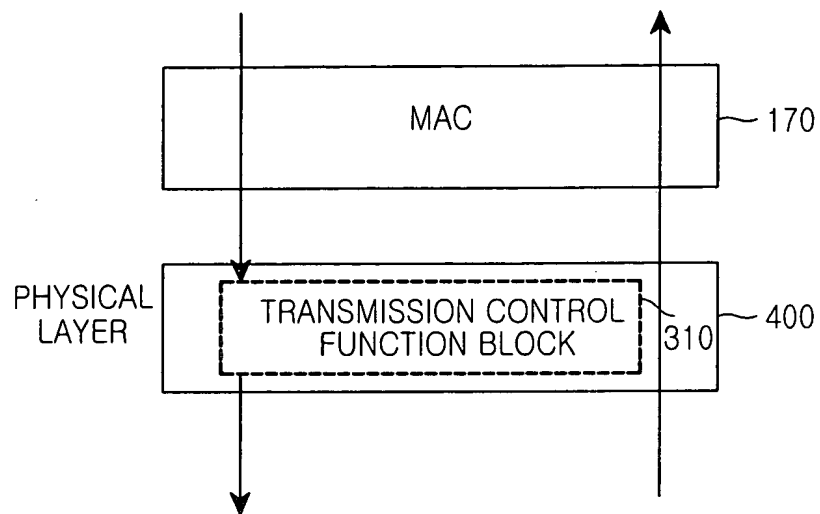 MAC
170
PHYSICAL
LAYER
TRANSMISSION CONTROL
FUNCTION BLOCK
310
400